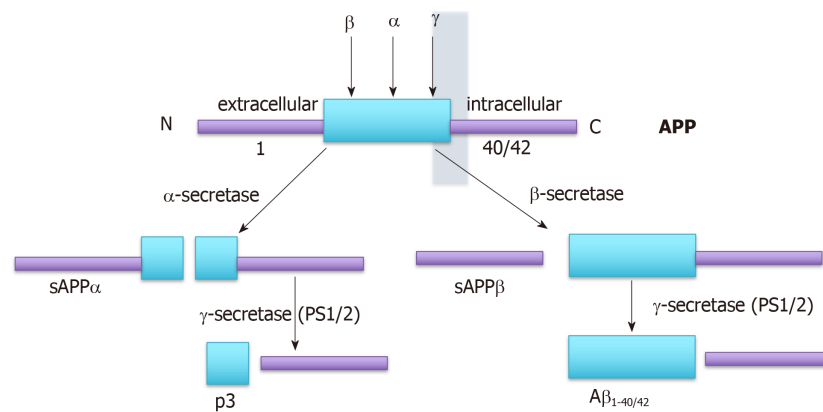 β α γ
extracellular intracellular
N C APP
1 40/42
α-secretase β-secretase
sAPPα sAPPβ
γ-secretase (PS1/2) γ-secretase (PS1/2)
p3 Aβ1-40/42